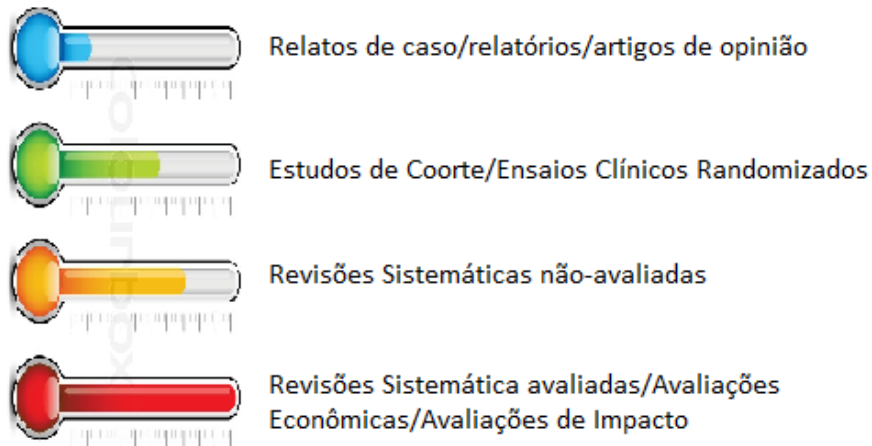 Relatos de caso/relatórios/artigos de opinião
Estudos de Coorte/Ensaios Clínicos Randomizados
Revisões Sistemáticas não-avaliadas
Revisões Sistemática avaliadas/Avaliações
Econômicas/Avaliações de Impacto
colourbox